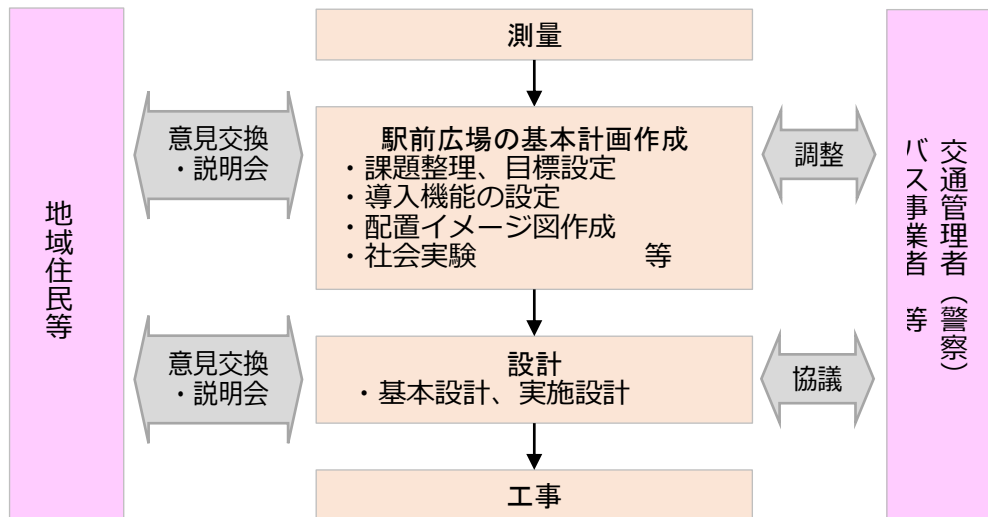 測量
意見交換
・説明会
駅前広場の基本計画作成
・課題整理、目標設定
・導入機能の設定
・配置イメージ図作成
・社会実験 等
調整
地域住民等
交通管理者(警察)
バス事業者 等
意見交換
・説明会
設計
・基本設計、実施設計
協議
工事